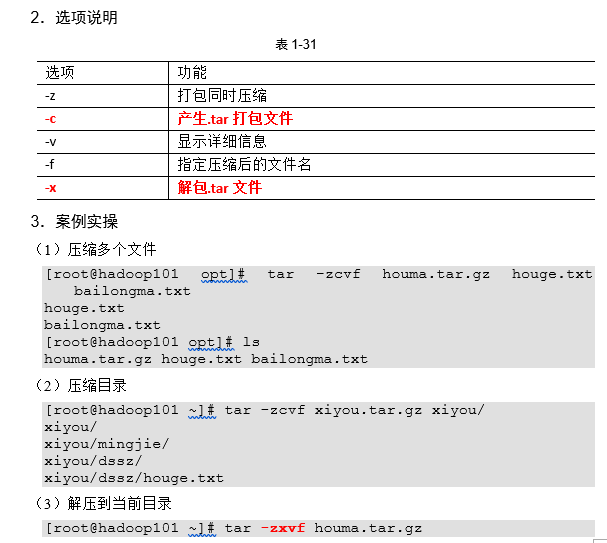 2．选项说明
表 1-31
选项 功能
-z 打包同时压缩
-c 产生.tar 打包文件
-v 显示详细信息
-f 指定压缩后的文件名
-x 解包.tar 文件
3．案例实操
（1）压缩多个文件
[root@hadoop101 opt]# tar -zcvf houma.tar.gz houge.txt
bailongma.txt
houge.txt
bailongma.txt
[root@hadoop101 opt]# ls
houma.tar.gz houge.txt bailongma.txt
（2）压缩目录
[root@hadoop101 ~]# tar -zcvf xiyou.tar.gz xiyou/
xiyou/
xiyou/mingjie/
xiyou/dssz/
xiyou/dssz/houge.txt
（3）解压到当前目录
[root@hadoop101 ~]# tar -zxvf houma.tar.gz